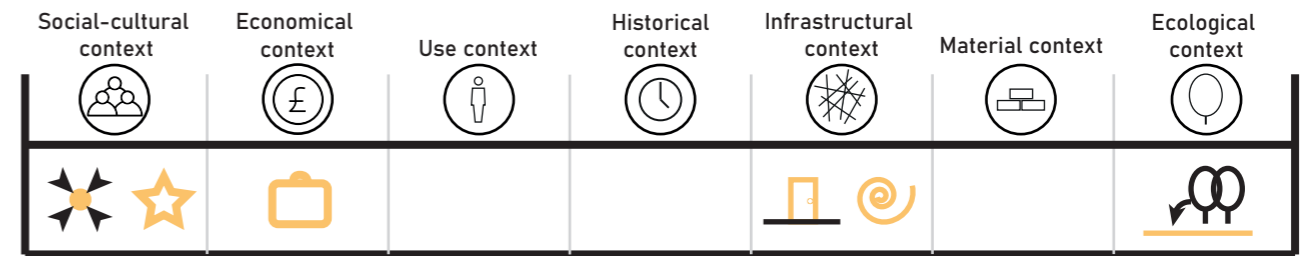 Social-cultural
context
Economical
context
Use context
Historical
context
Infrastructural
context
Material context
Ecological
context
£